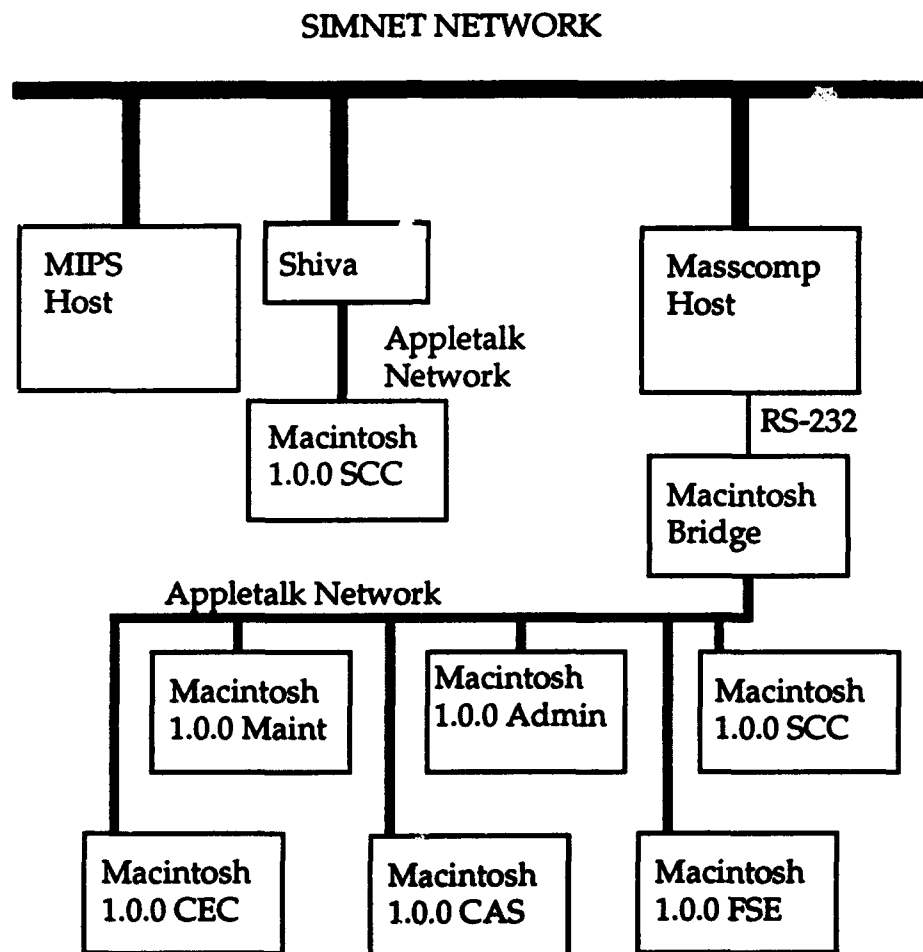 SIMNET NETWORK
MIPS
Host
Shiva
Masscomp
Host
Appletalk
Network
Macintosh
1.0.0 SCC
RS-232
Macintosh
Bridge
Appletalk Network
Macintosh
1.0.0 Maint
Macintosh
1.0.0 Admin
Macintosh
1.0.0 SCC
Macintosh
1.0.0 CEC
Macintosh
1.0.0 CAS
Macintosh
1.0.0 FSE